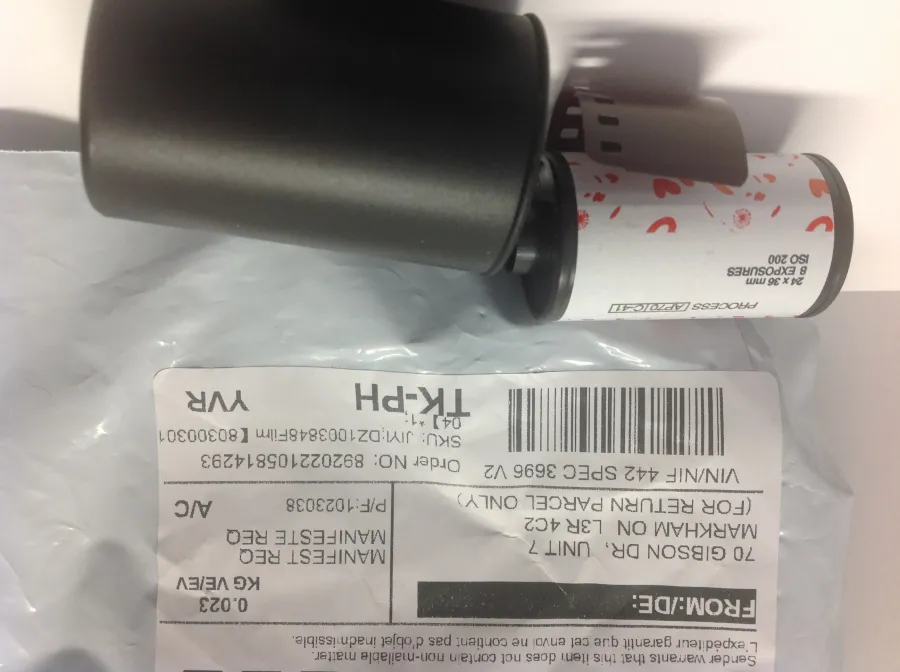 Sender warrants that this item does not contain non-mailable matter.
L'expéditeur garantit que cet envoi ne contient pas d'objet inadmissible.
FROM:/DE:
70 GIBSON DR, UNIT 7
MARKHAM ON L3R 4C2
(FOR RETURN PARCEL ONLY)
0.023
KG VE/EV
MANIFEST REQ
MANIFESTE REQ
P/F:1023038
A/C
VIN/NIF 442 SPEC 3696 V2
Order NO: 892022105814293
SKU: JIYI;DZ1003848Film【80300301
04】*1;
TK-PH
YVR
PROCESS AP70 C-41
24 x 36 mm
8 EXPOSURES
ISO 200